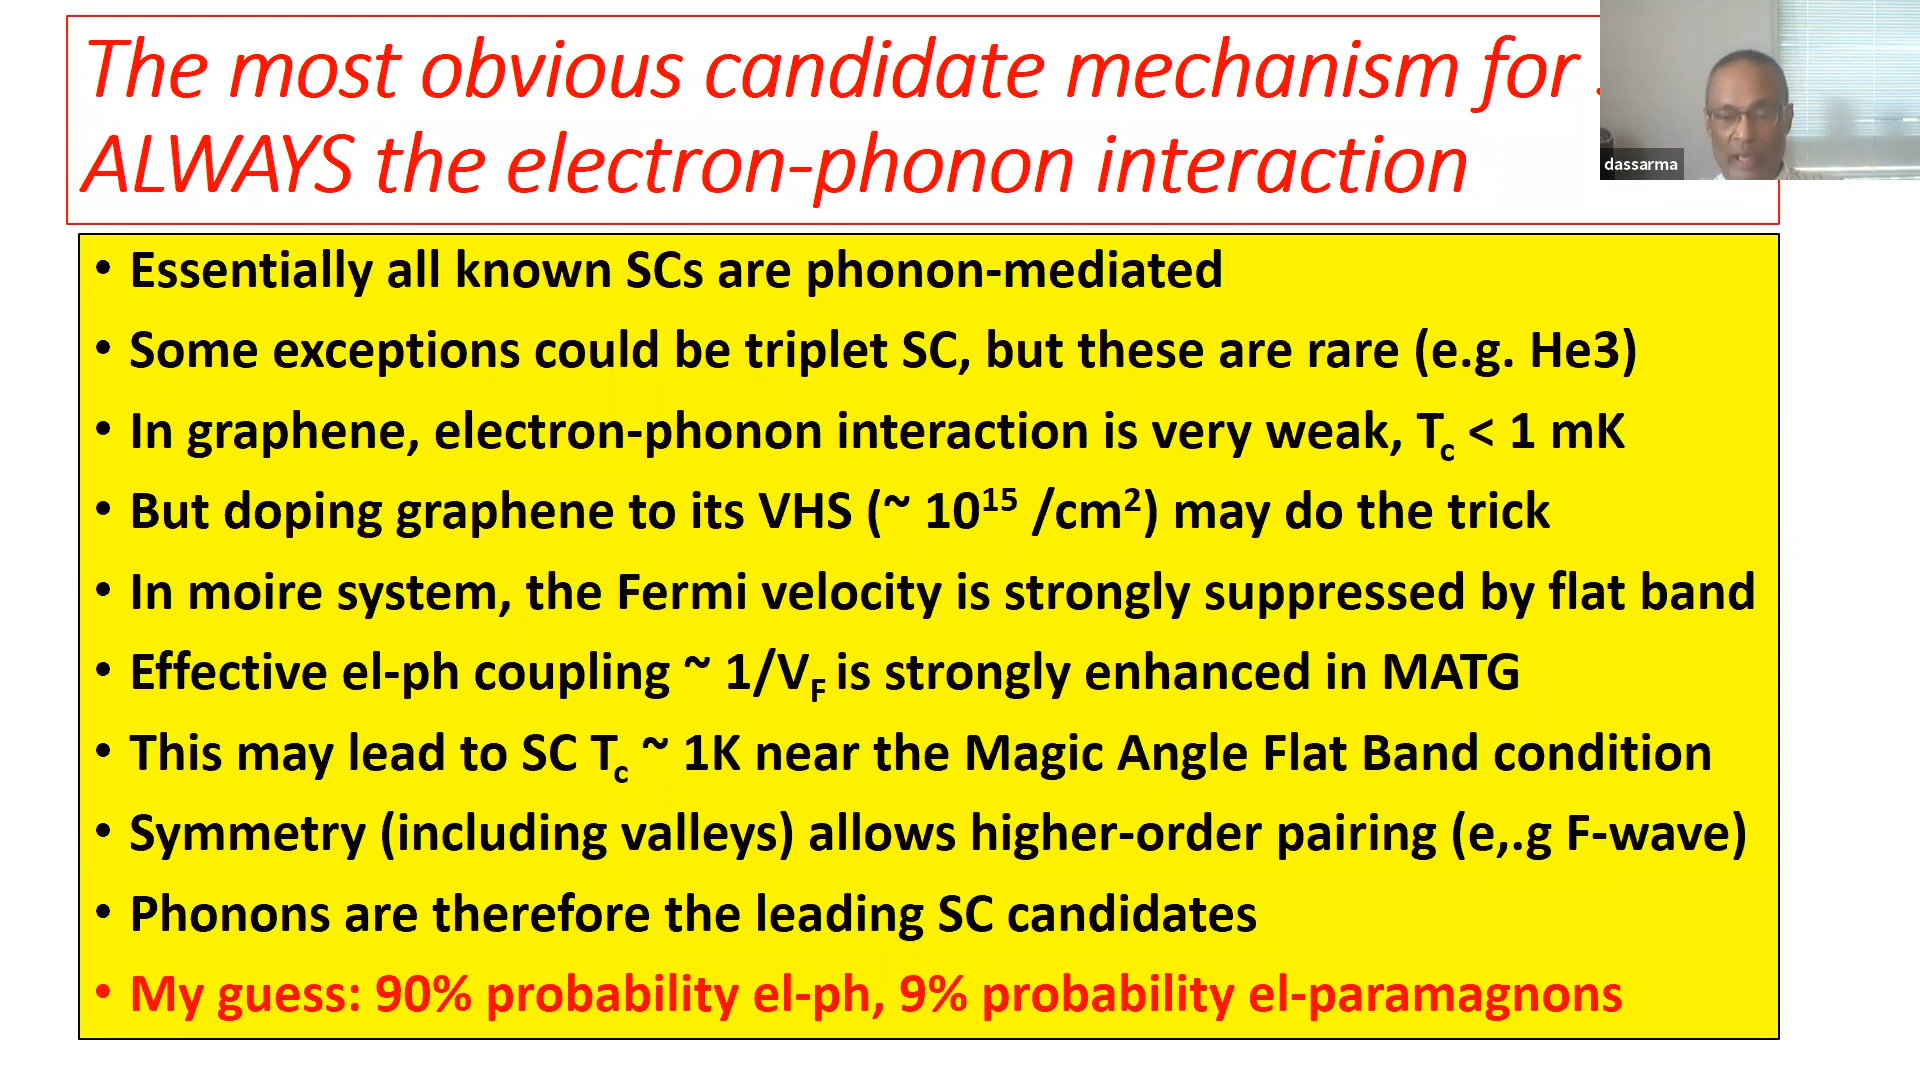 The most obvious candidate mechanism for
ALWAYS the electron-phonon interaction
dassarma
• Essentially all known SCs are phonon-mediated
• Some exceptions could be triplet SC, but these are rare (e.g. He3)
• In graphene, electron-phonon interaction is very weak, Tc < 1 mK
• But doping graphene to its VHS (~ 10¹⁵ /cm²) may do the trick
• In moire system, the Fermi velocity is strongly suppressed by flat band
• Effective el-ph coupling ~ 1/VF is strongly enhanced in MATG
• This may lead to SC Tc ~ 1K near the Magic Angle Flat Band condition
• Symmetry (including valleys) allows higher-order pairing (e,.g F-wave)
• Phonons are therefore the leading SC candidates
• My guess: 90% probability el-ph, 9% probability el-paramagnons